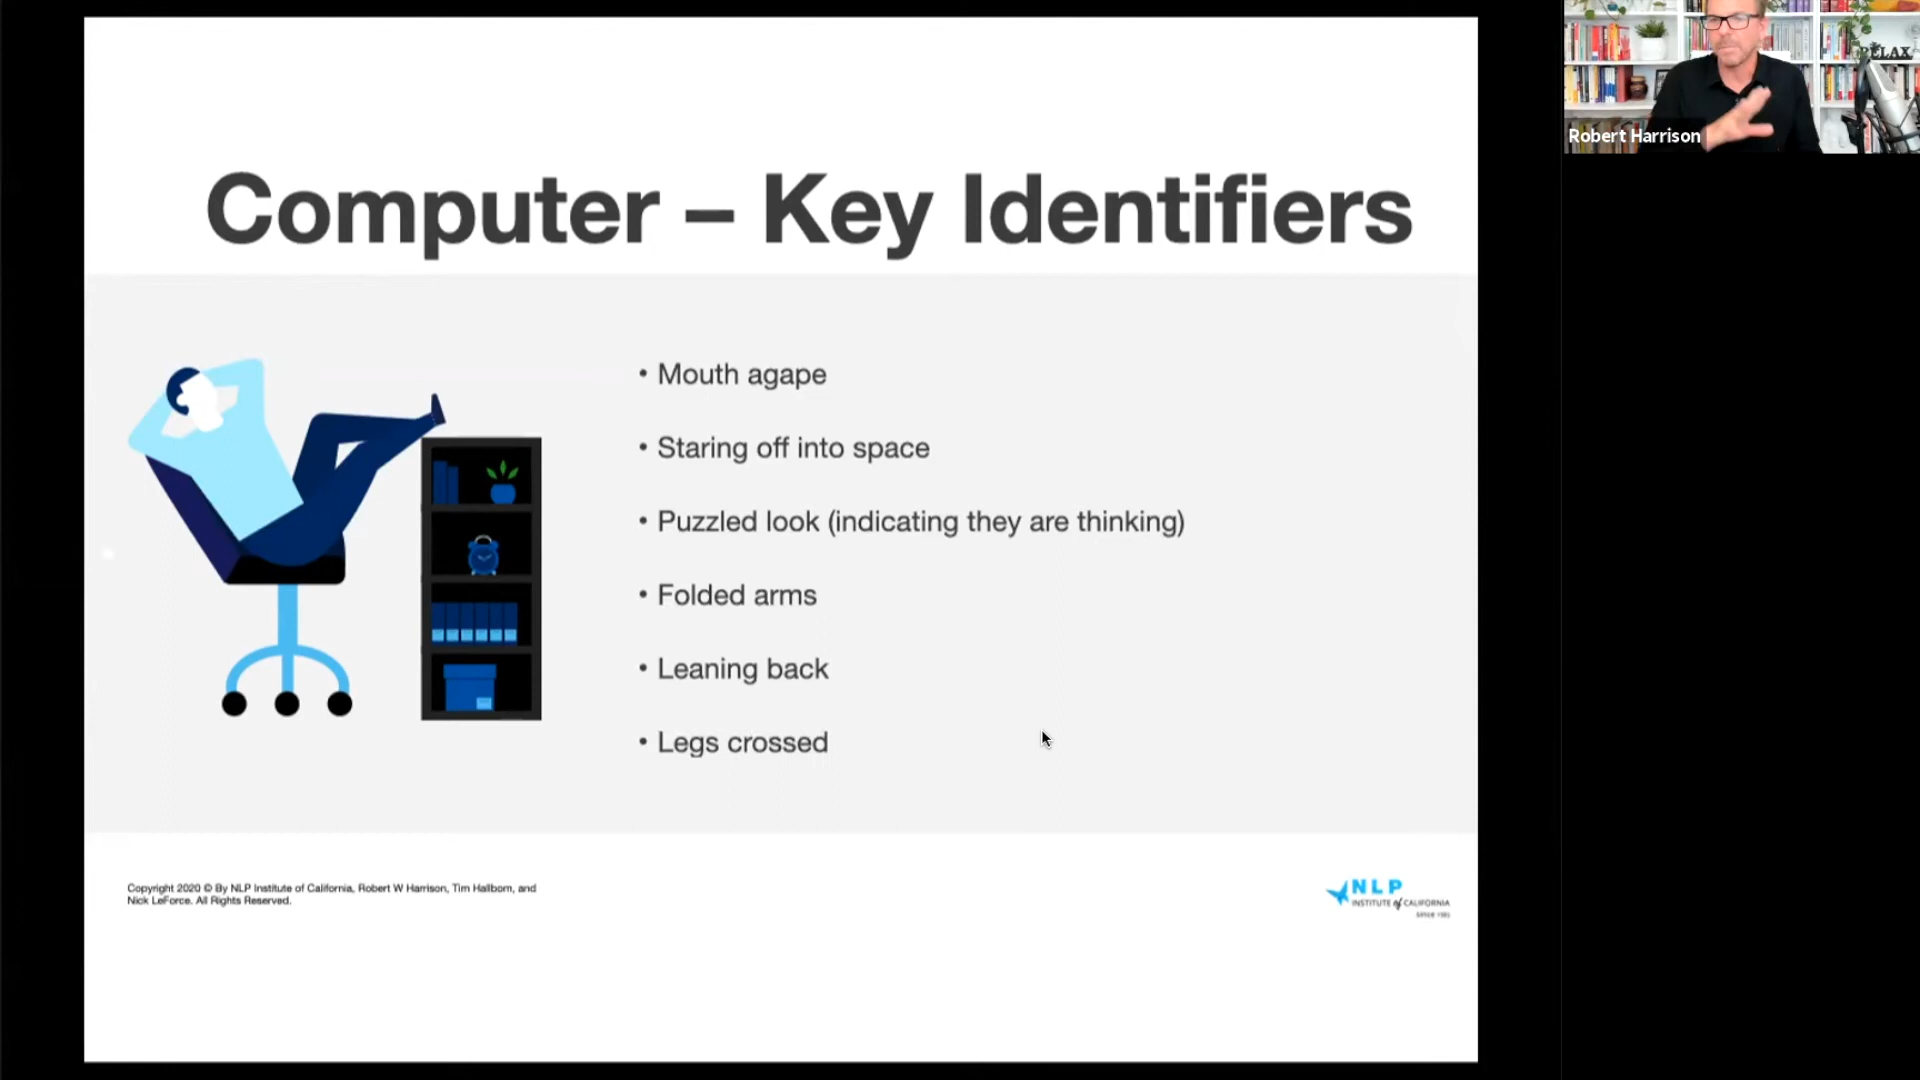 Computer – Key Identifiers
• Mouth agape
• Staring off into space
• Puzzled look (indicating they are thinking)
• Folded arms
• Leaning back
• Legs crossed
Copyright 2020 © By NLP Institute of California, Robert W Harrison, Tim Hallbom, and
Nick LeForce. All Rights Reserved.
NLP
INSTITUTE of CALIFORNIA
RELAX
Robert Harrison